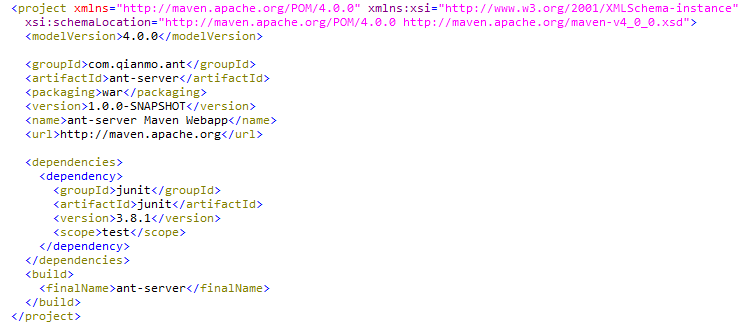 <project xmlns="http://maven.apache.org/POM/4.0.0" xmlns:xsi="http://www.w3.org/2001/XMLSchema-instance"
xsi:schemaLocation="http://maven.apache.org/POM/4.0.0 http://maven.apache.org/maven-v4_0_0.xsd">
<modelVersion>4.0.0</modelVersion>
<groupId>com.qianmo.ant</groupId>
<artifactId>ant-server</artifactId>
<packaging>war</packaging>
<version>1.0.0-SNAPSHOT</version>
<name>ant-server Maven Webapp</name>
<url>http://maven.apache.org</url>
<dependencies>
<dependency>
<groupId>junit</groupId>
<artifactId>junit</artifactId>
<version>3.8.1</version>
<scope>test</scope>
</dependency>
</dependencies>
<build>
<finalName>ant-server</finalName>
</build>
</project>